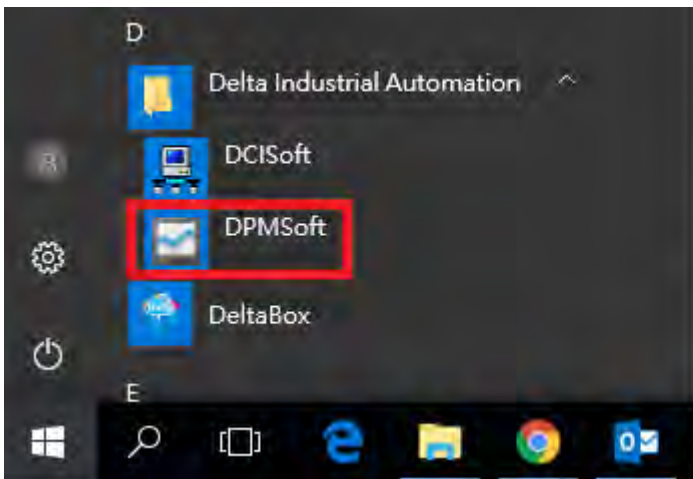 D
Delta Industrial Automation
DCISoft
DPMSoft
DeltaBox
E